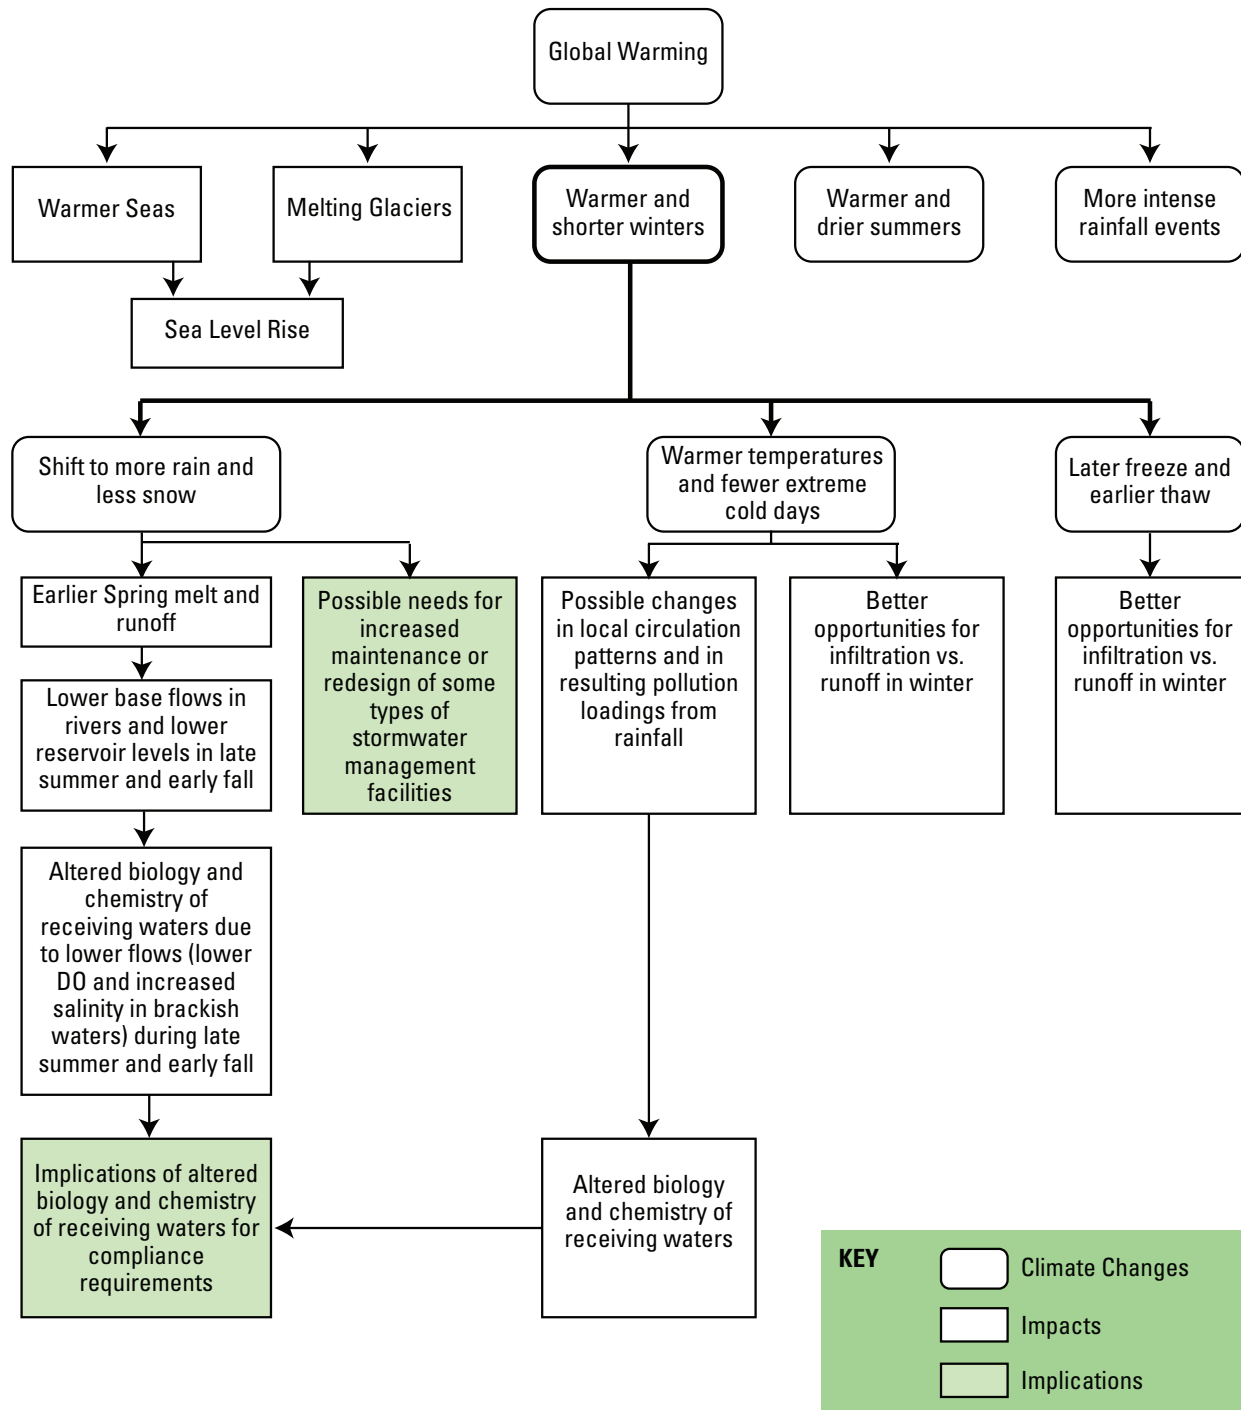 Global Warming
Warmer Seas
Melting Glaciers
Warmer and
shorter winters
Warmer and
drier summers
More intense
rainfall events
Sea Level Rise
Shift to more rain and
less snow
Warmer temperatures
and fewer extreme
cold days
Later freeze and
earlier thaw
Earlier Spring melt and
runoff
Possible needs for
increased
maintenance or
redesign of some
types of
stormwater
management
facilities
Possible changes
in local circulation
patterns and in
resulting pollution
loadings from
rainfall
Better
opportunities for
infiltration vs.
runoff in winter
Better
opportunities for
infiltration vs.
runoff in winter
Lower base flows in
rivers and lower
reservoir levels in late
summer and early fall
Altered biology and
chemistry of
receiving waters due
to lower flows (lower
DO and increased
salinity in brackish
waters) during late
summer and early fall
Implications of altered
biology and chemistry
of receiving waters for
compliance
requirements
Altered biology
and chemistry of
receiving waters
KEY
Climate Changes
Impacts
Implications